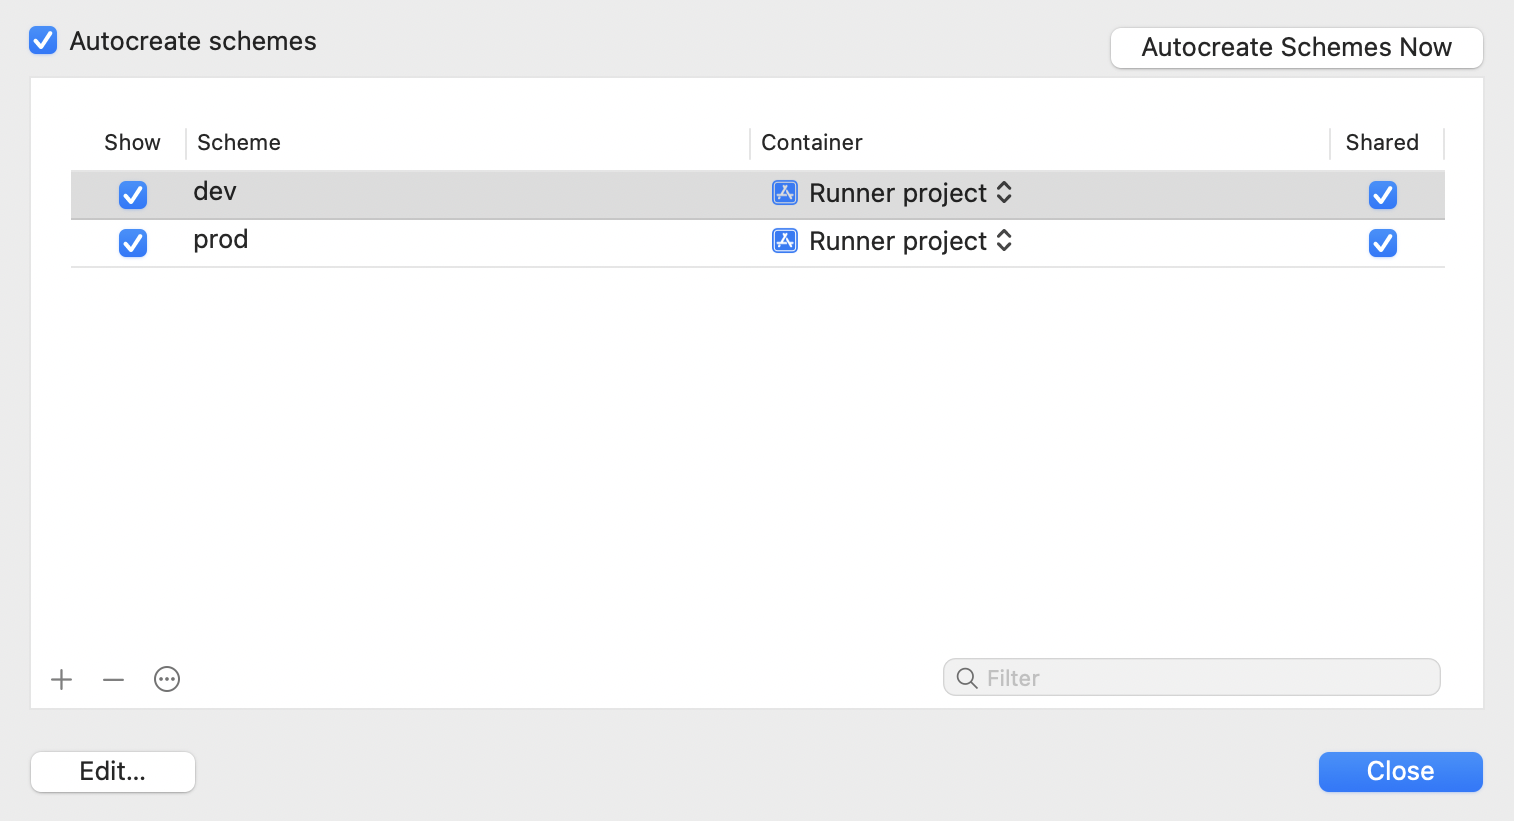 Autocreate schemes
Autocreate Schemes Now
Show Scheme Container Shared
dev Runner project
prod Runner project
Filter
Edit...
Close